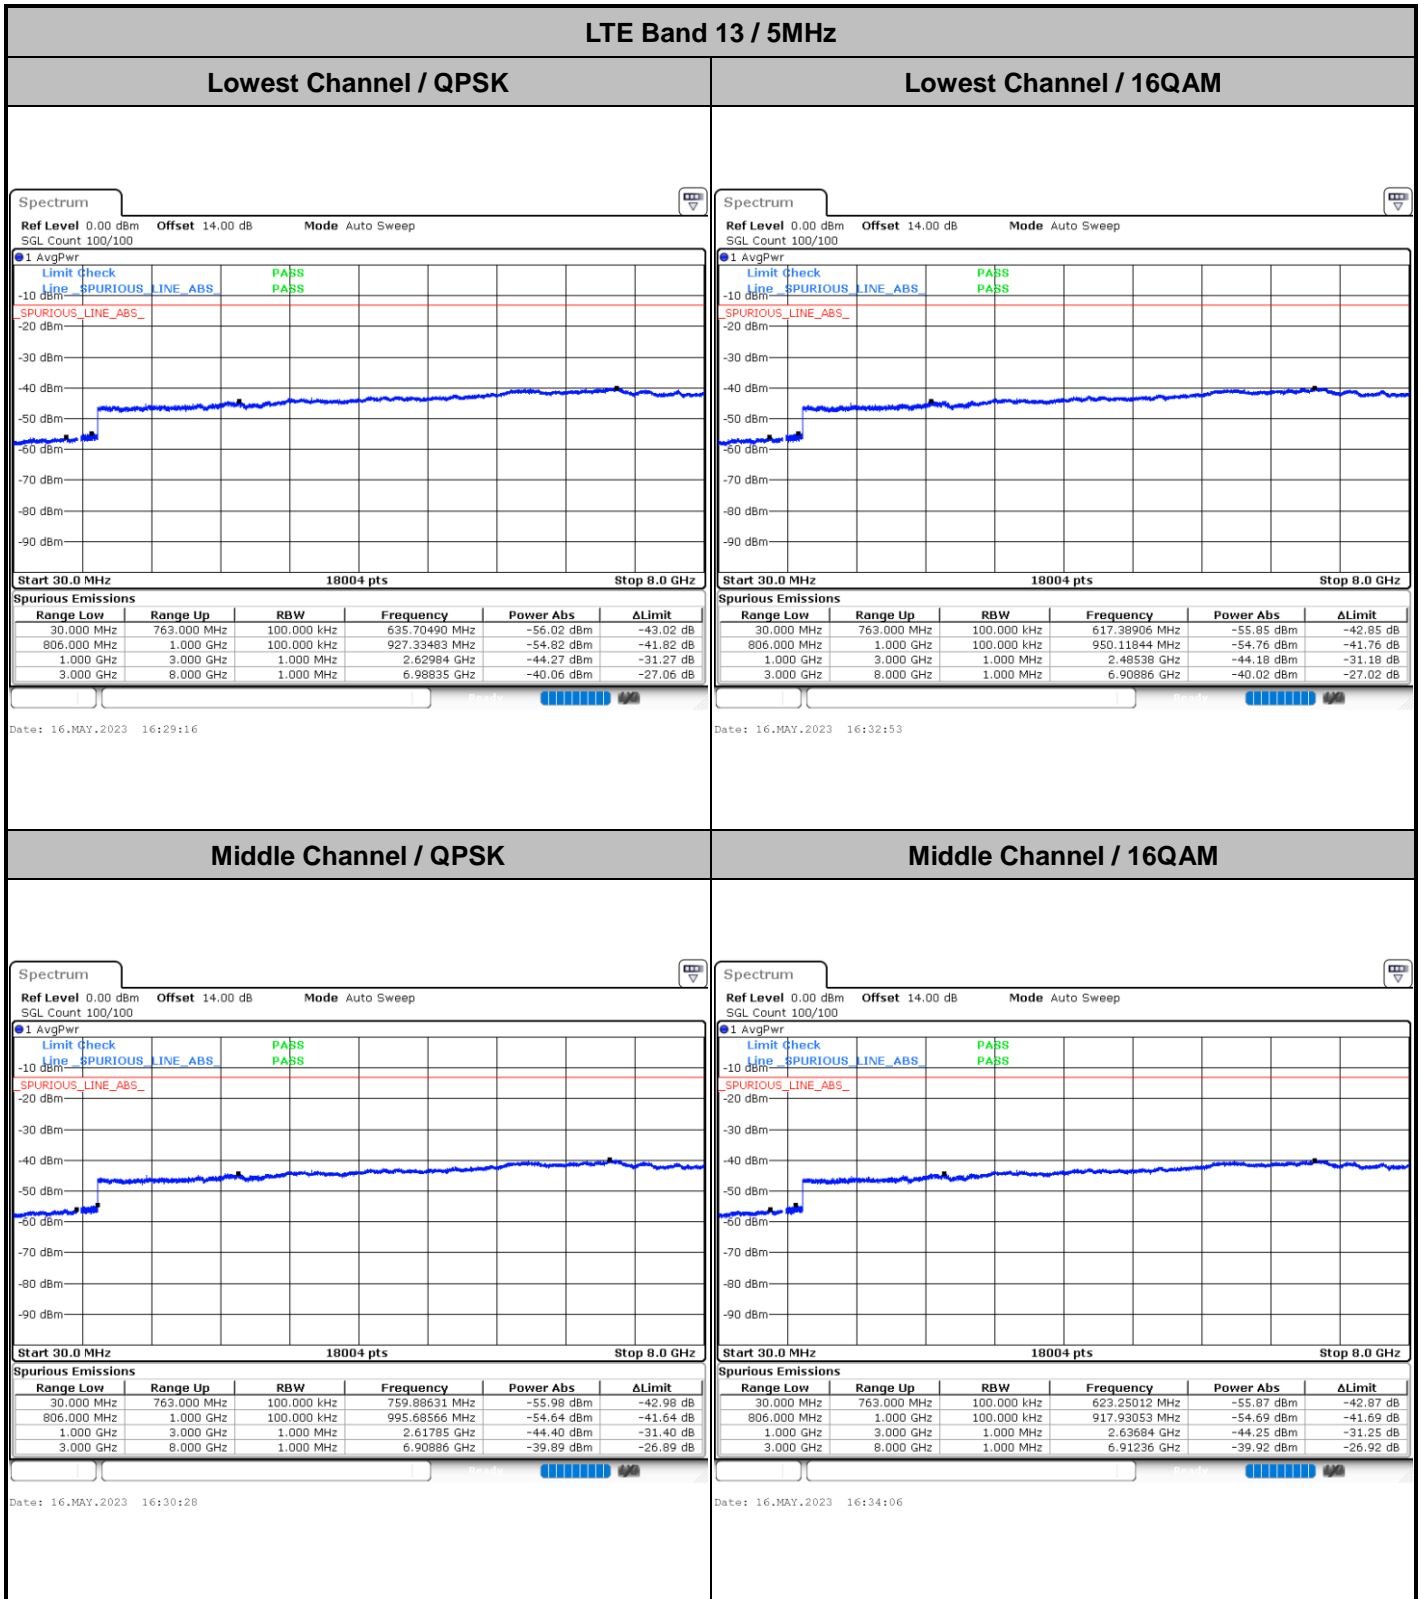 LTE Band 13 / 5MHz
Lowest Channel / QPSK
Lowest Channel / 16QAM
Spectrum
Ref Level 0.00 dBm Offset 14.00 dB Mode Auto Sweep
SGL Count 100/100
1 AvgPwr
Limit Check PASS
Line _SPURIOUS_LINE_ABS_ PASS
-10 dBm
_SPURIOUS_LINE_ABS_
-20 dBm
-30 dBm
-40 dBm
-50 dBm
-60 dBm
-70 dBm
-80 dBm
-90 dBm
Start 30.0 MHz 18004 pts Stop 8.0 GHz
Spurious Emissions
Range Low Range Up RBW Frequency Power Abs ΔLimit
30.000 MHz 763.000 MHz 100.000 kHz 635.70490 MHz -56.02 dBm -43.02 dB
806.000 MHz 1.000 GHz 100.000 kHz 927.33483 MHz -54.82 dBm -41.82 dB
1.000 GHz 3.000 GHz 1.000 MHz 2.62984 GHz -44.27 dBm -31.27 dB
3.000 GHz 8.000 GHz 1.000 MHz 6.98835 GHz -40.06 dBm -27.06 dB
Date: 16.MAY.2023 16:29:16
Spectrum
Ref Level 0.00 dBm Offset 14.00 dB Mode Auto Sweep
SGL Count 100/100
1 AvgPwr
Limit Check PASS
Line _SPURIOUS_LINE_ABS_ PASS
-10 dBm
_SPURIOUS_LINE_ABS_
-20 dBm
-30 dBm
-40 dBm
-50 dBm
-60 dBm
-70 dBm
-80 dBm
-90 dBm
Start 30.0 MHz 18004 pts Stop 8.0 GHz
Spurious Emissions
Range Low Range Up RBW Frequency Power Abs ΔLimit
30.000 MHz 763.000 MHz 100.000 kHz 617.38906 MHz -55.85 dBm -42.85 dB
806.000 MHz 1.000 GHz 100.000 kHz 950.11844 MHz -54.76 dBm -41.76 dB
1.000 GHz 3.000 GHz 1.000 MHz 2.48538 GHz -44.18 dBm -31.18 dB
3.000 GHz 8.000 GHz 1.000 MHz 6.90886 GHz -40.02 dBm -27.02 dB
Ready
Date: 16.MAY.2023 16:32:53
Middle Channel / QPSK
Middle Channel / 16QAM
Spectrum
Ref Level 0.00 dBm Offset 14.00 dB Mode Auto Sweep
SGL Count 100/100
1 AvgPwr
Limit Check PASS
Line _SPURIOUS_LINE_ABS_ PASS
-10 dBm
_SPURIOUS_LINE_ABS_
-20 dBm
-30 dBm
-40 dBm
-50 dBm
-60 dBm
-70 dBm
-80 dBm
-90 dBm
Start 30.0 MHz 18004 pts Stop 8.0 GHz
Spurious Emissions
Range Low Range Up RBW Frequency Power Abs ΔLimit
30.000 MHz 763.000 MHz 100.000 kHz 759.88631 MHz -55.98 dBm -42.98 dB
806.000 MHz 1.000 GHz 100.000 kHz 995.68566 MHz -54.64 dBm -41.64 dB
1.000 GHz 3.000 GHz 1.000 MHz 2.61785 GHz -44.40 dBm -31.40 dB
3.000 GHz 8.000 GHz 1.000 MHz 6.90886 GHz -39.89 dBm -26.89 dB
Date: 16.MAY.2023 16:30:28
Spectrum
Ref Level 0.00 dBm Offset 14.00 dB Mode Auto Sweep
SGL Count 100/100
1 AvgPwr
Limit Check PASS
Line _SPURIOUS_LINE_ABS_ PASS
-10 dBm
_SPURIOUS_LINE_ABS_
-20 dBm
-30 dBm
-40 dBm
-50 dBm
-60 dBm
-70 dBm
-80 dBm
-90 dBm
Start 30.0 MHz 18004 pts Stop 8.0 GHz
Spurious Emissions
Range Low Range Up RBW Frequency Power Abs ΔLimit
30.000 MHz 763.000 MHz 100.000 kHz 623.25012 MHz -55.87 dBm -42.87 dB
806.000 MHz 1.000 GHz 100.000 kHz 917.93053 MHz -54.69 dBm -41.69 dB
1.000 GHz 3.000 GHz 1.000 MHz 2.63684 GHz -44.25 dBm -31.25 dB
3.000 GHz 8.000 GHz 1.000 MHz 6.91236 GHz -39.92 dBm -26.92 dB
Ready
Date: 16.MAY.2023 16:34:06